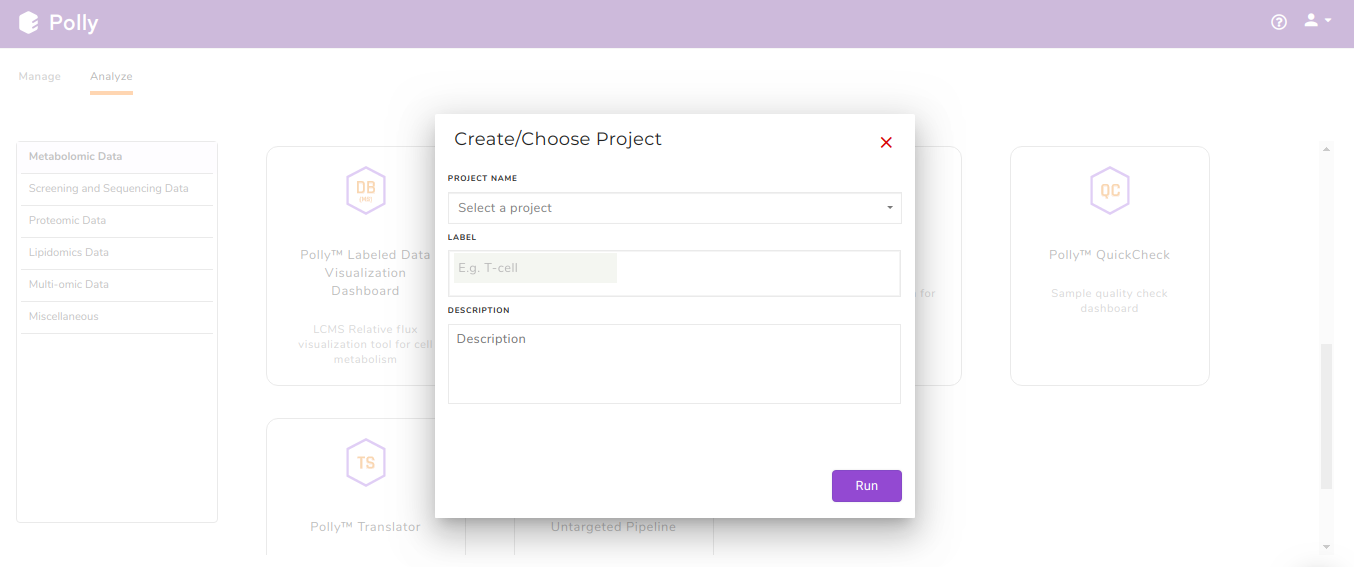 Polly
Manage
Analyze
Metabolomic Data
Screening and Sequencing Data
Proteomic Data
Lipidomics Data
Multi-omic Data
Miscellaneous
DB
(MS)
Polly™ Labeled Data
Visualization
Dashboard
LCMS Relative flux
visualization tool for cell
metabolism
Create/Choose Project
PROJECT NAME
Select a project
LABEL
E.g. T-cell
DESCRIPTION
Description
Run
for
QC
Polly™ QuickCheck
Sample quality check
dashboard
TS
Polly™ Translator
Untargeted Pipeline